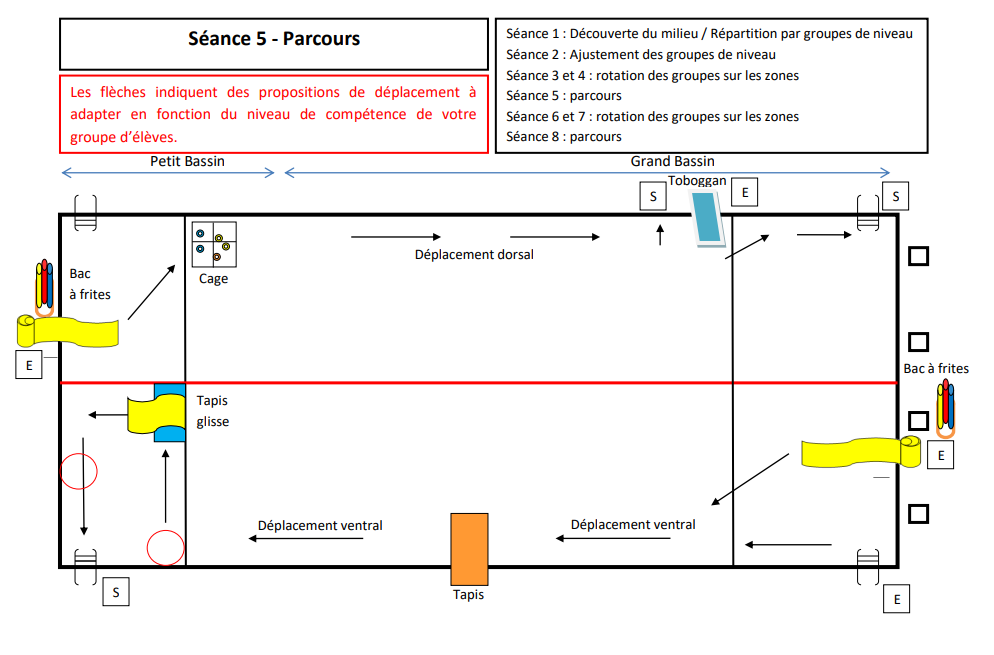 Séance 5 - Parcours
Les flèches indiquent des propositions de déplacement à
adapter en fonction du niveau de compétence de votre
groupe d’élèves.
Séance 1 : Découverte du milieu / Répartition par groupes de niveau
Séance 2 : Ajustement des groupes de niveau
Séance 3 et 4 : rotation des groupes sur les zones
Séance 5 : parcours
Séance 6 et 7 : rotation des groupes sur les zones
Séance 8 : parcours
Petit Bassin
Grand Bassin
Toboggan
S
E
S
Déplacement dorsal
Cage
Bac
à frites
E
Bac à frites
Tapis
glisse
E
Déplacement ventral
Déplacement ventral
Tapis
S
E